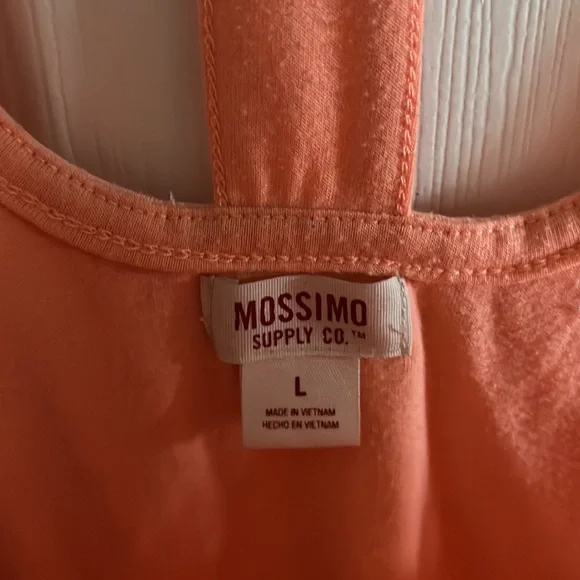 MOSSIMO
SUPPLY CO.™
L
MADE IN VIETNAM
HECHO EN VIETNAM